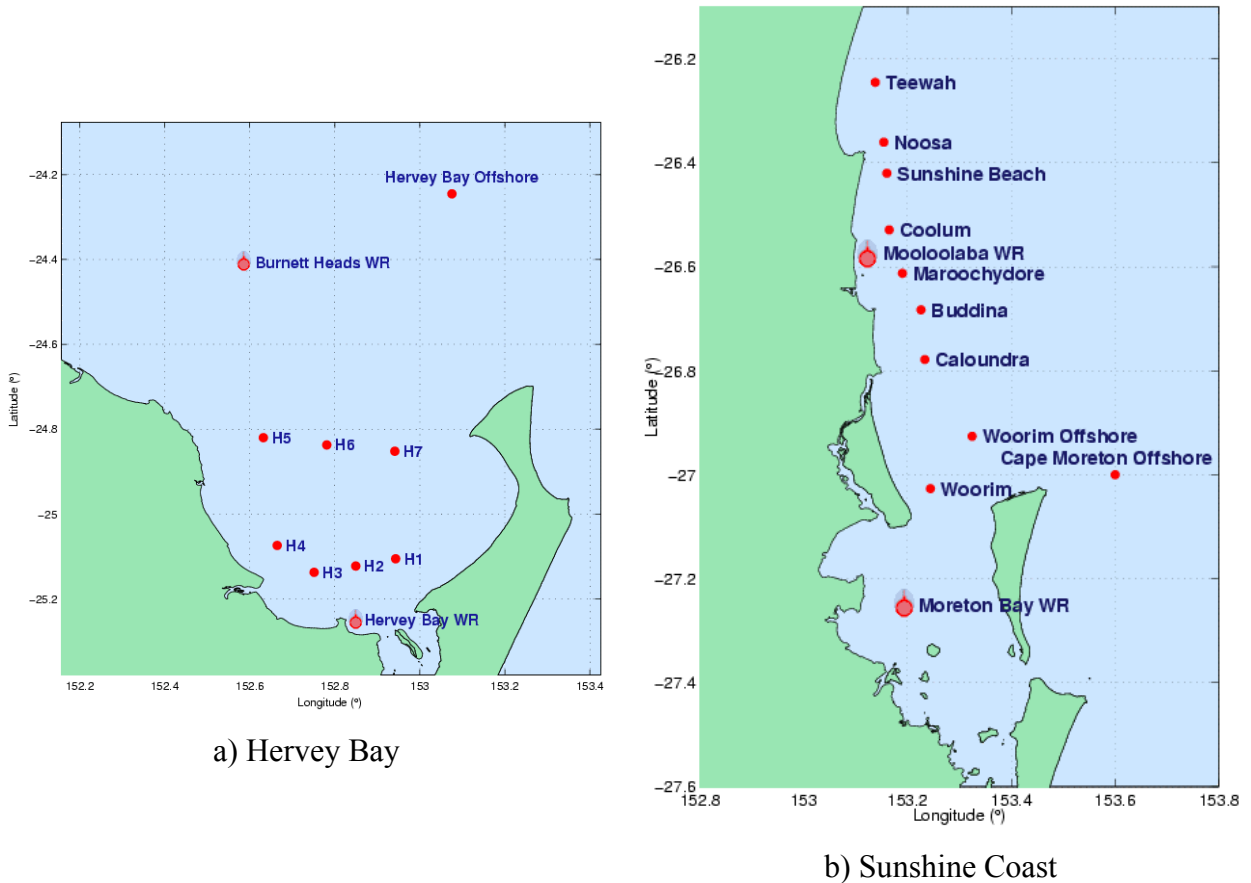 −24.2
−24.4
−24.6
−24.8
−25
−25.2
Latitude (º)
Hervey Bay Offshore
Burnett Heads WR
H5
H6
H7
H4
H3
H2
H1
Hervey Bay WR
152.2
152.4
152.6
152.8
153
153.2
153.4
Longitude (º)
a) Hervey Bay
−26.2
−26.4
−26.6
−26.8
−27
−27.2
−27.4
−27.6
Latitude (º)
Teewah
Noosa
Sunshine Beach
Coolum
Mooloolaba WR
Maroochydore
Buddina
Caloundra
Woorim Offshore
Cape Moreton Offshore
Woorim
Moreton Bay WR
152.8
153
153.2
153.4
153.6
153.8
Longitude (º)
b) Sunshine Coast